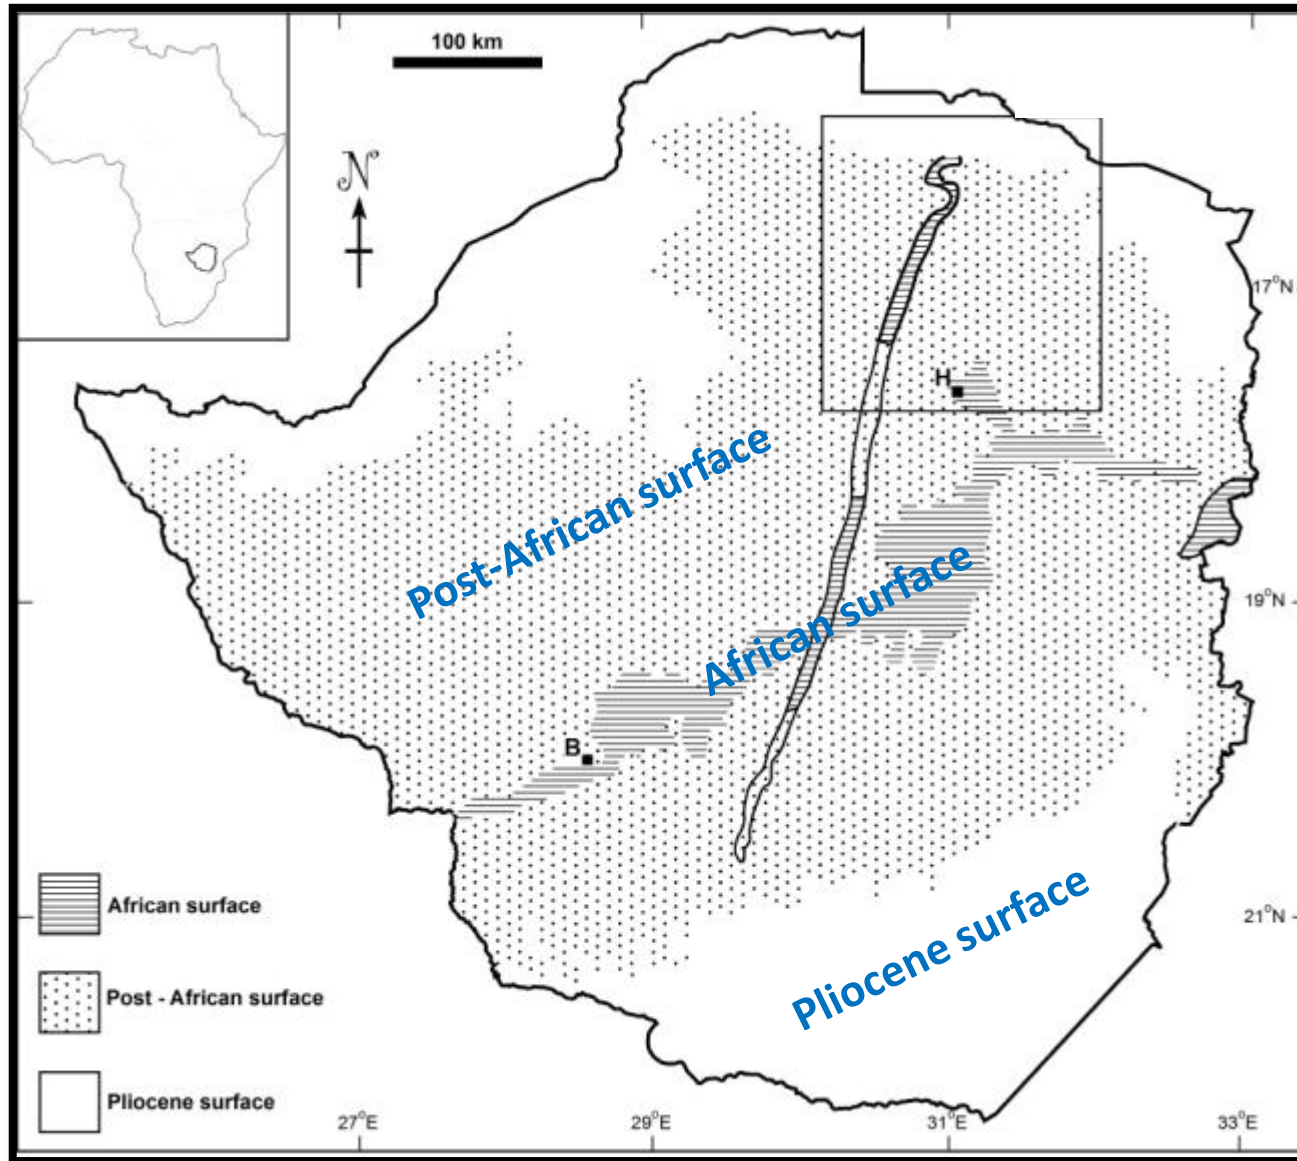 100 km
N
17°N
H
Post-African surface
African surface
19°N
B
African surface
21°N
Pliocene surface
Post - African surface
Pliocene surface
27°E
29°E
31°E
33°E